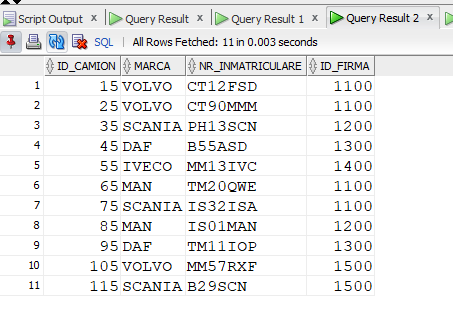 Script Output × Query Result × Query Result 1 × Query Result 2 ×
SQL | All Rows Fetched: 11 in 0.003 seconds
ID_CAMION MARCA NR_INMATRICULARE ID_FIRMA
1 15 VOLVO CT12FSD 1100
2 25 VOLVO CT90MMM 1100
3 35 SCANIA PH13SCN 1200
4 45 DAF B55ASD 1300
5 55 IVECO MM13IVC 1400
6 65 MAN TM20QWE 1100
7 75 SCANIA IS32ISA 1100
8 85 MAN IS01MAN 1200
9 95 DAF TM11IOP 1300
10 105 VOLVO MM57RXF 1500
11 115 SCANIA B29SCN 1500